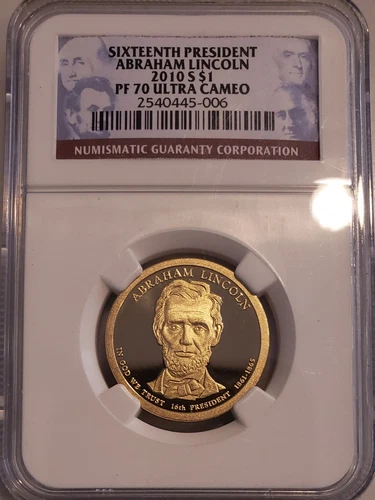 SIXTEENTH PRESIDENT
ABRAHAM LINCOLN
2010 S $1
PF 70 ULTRA CAMEO
2540445-006
NUMISMATIC GUARANTY CORPORATION
ABRAHAM LINCOLN
IN GOD WE TRUST 16th PRESIDENT 1861-1865